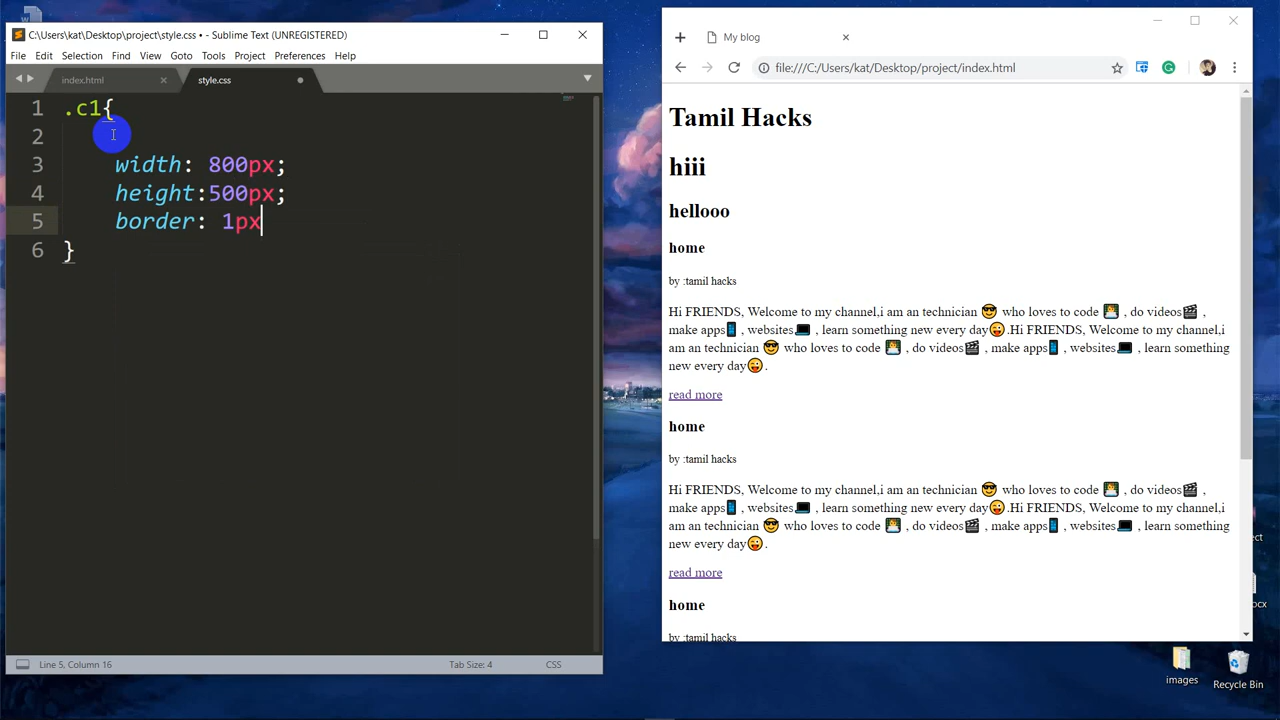 C:\Users\kat\Desktop\project\style.css • - Sublime Text (UNREGISTERED)
File Edit Selection Find View Goto Tools Project Preferences Help
index.html style.css
1 .c1{
2
3 width: 800px;
4 height:500px;
5 border: 1px
6 }
Line 5, Column 16 Tab Size: 4 CSS
My blog
file:///C:/Users/kat/Desktop/project/index.html
Tamil Hacks
hiii
hellooo
home
by :tamil hacks
Hi FRIENDS, Welcome to my channel,i am an technician 😎 who loves to code 👨‍💻 , do videos🎬 ,
make apps📱 , websites💻 , learn something new every day😜.Hi FRIENDS, Welcome to my channel,i
am an technician 😎 who loves to code 👨‍💻 , do videos🎬 , make apps📱 , websites💻 , learn something
new every day😜.
read more
home
by :tamil hacks
Hi FRIENDS, Welcome to my channel,i am an technician 😎 who loves to code 👨‍💻 , do videos🎬 ,
make apps📱 , websites💻 , learn something new every day😜.Hi FRIENDS, Welcome to my channel,i
am an technician 😎 who loves to code 👨‍💻 , do videos🎬 , make apps📱 , websites💻 , learn something
new every day😜.
read more
home
by :tamil hacks
images
Recycle Bin